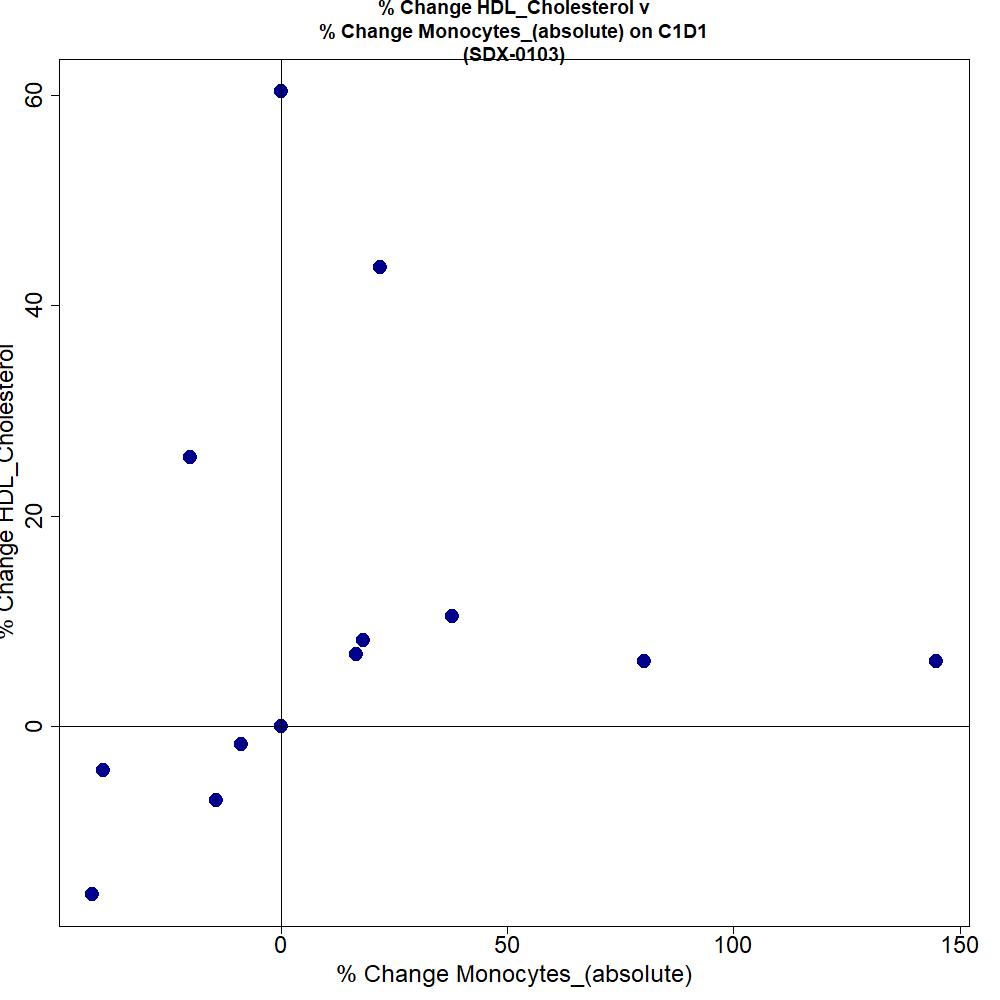 % Change HDL_Cholesterol v
% Change Monocytes_(absolute) on C1D1
(SDX-0103)
60
40
20
0
% Change HDL_Cholesterol
0
50
100
150
% Change Monocytes_(absolute)